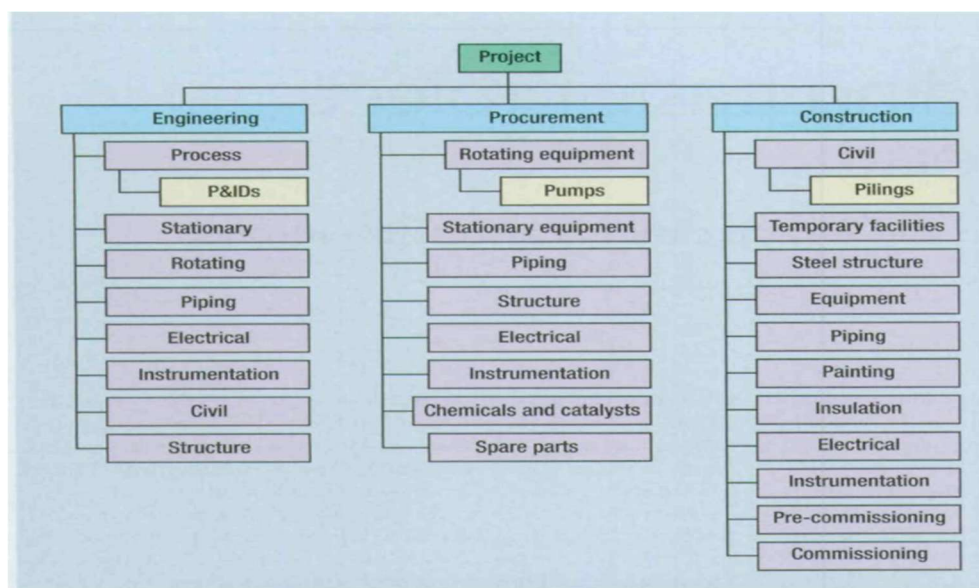 Project
Engineering
Process
P&IDs
Stationary
Rotating
Piping
Electrical
Instrumentation
Civil
Structure
Procurement
Rotating equipment
Pumps
Stationary equipment
Piping
Structure
Electrical
Instrumentation
Chemicals and catalysts
Spare parts
Construction
Civil
Pilings
Temporary facilities
Steel structure
Equipment
Piping
Painting
Insulation
Electrical
Instrumentation
Pre-commissioning
Commissioning